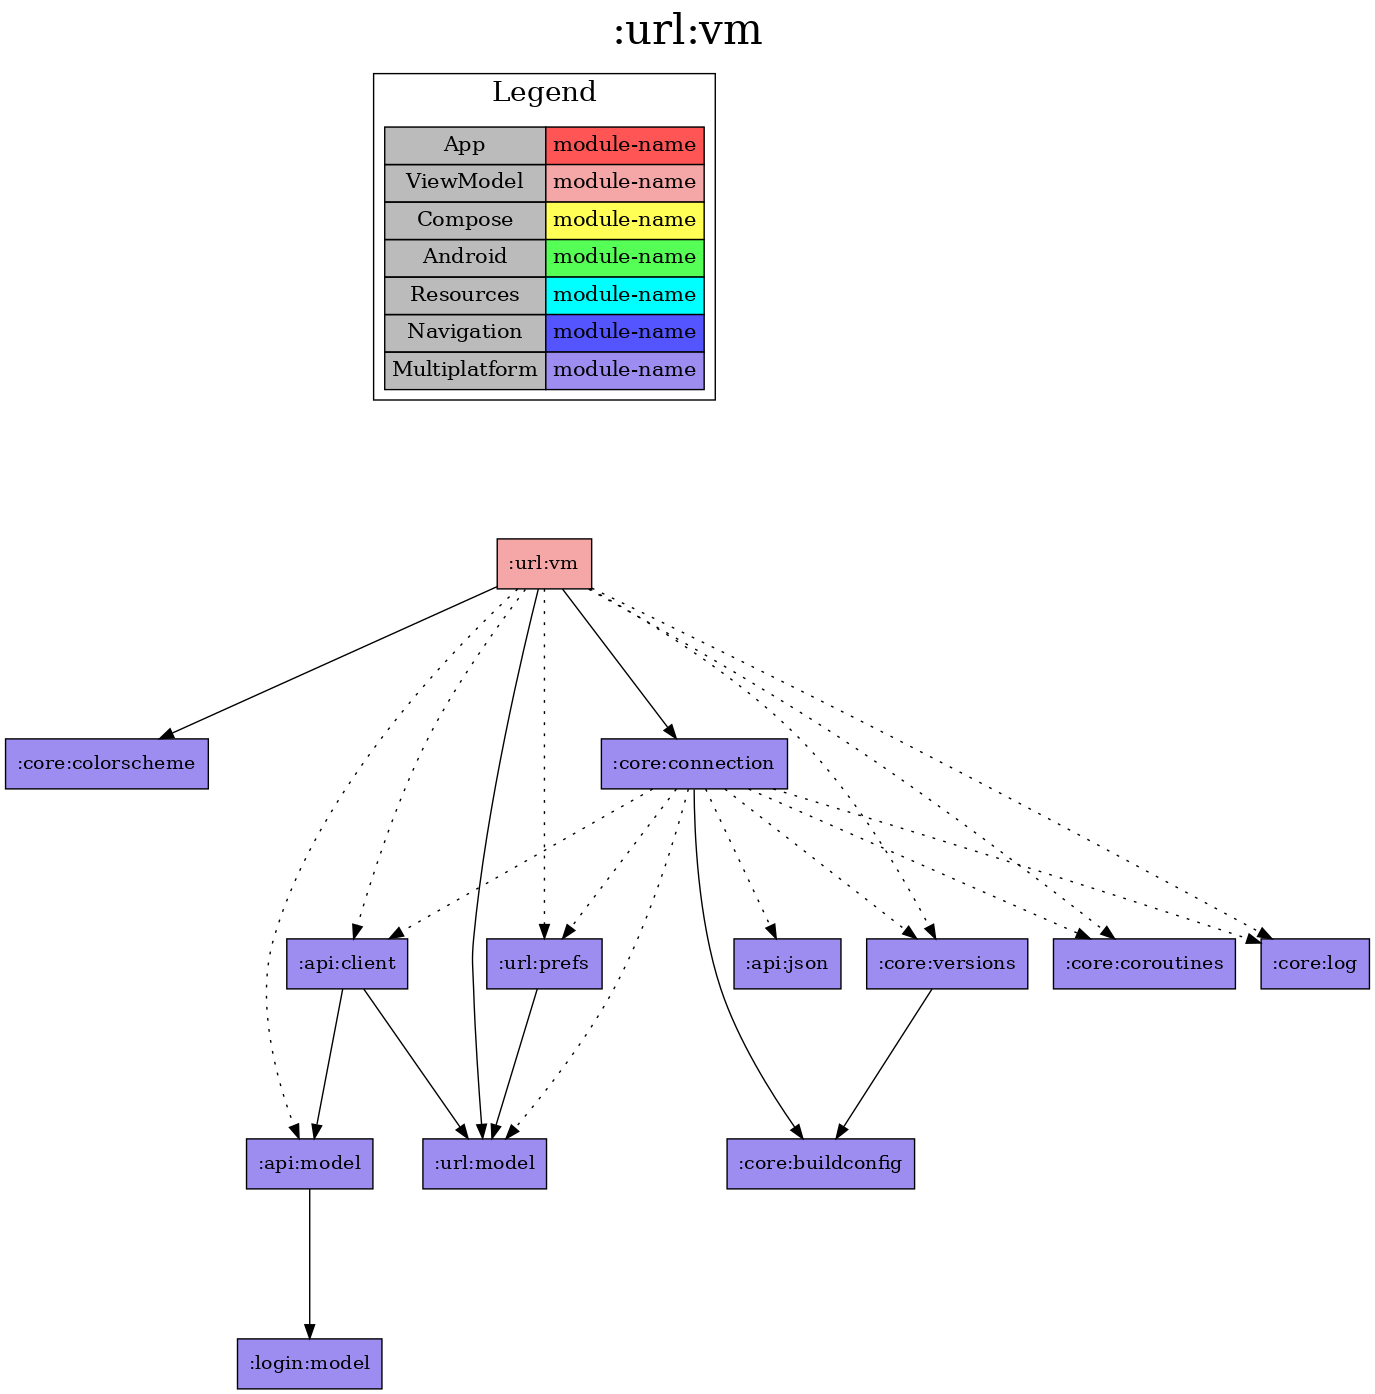 :url:vm
Legend
App module-name
ViewModel module-name
Compose module-name
Android module-name
Resources module-name
Navigation module-name
Multiplatform module-name
:url:vm
:core:colorscheme
:core:connection
:api:client
:url:prefs
:api:json
:core:versions
:core:coroutines
:core:log
:api:model
:url:model
:core:buildconfig
:login:model